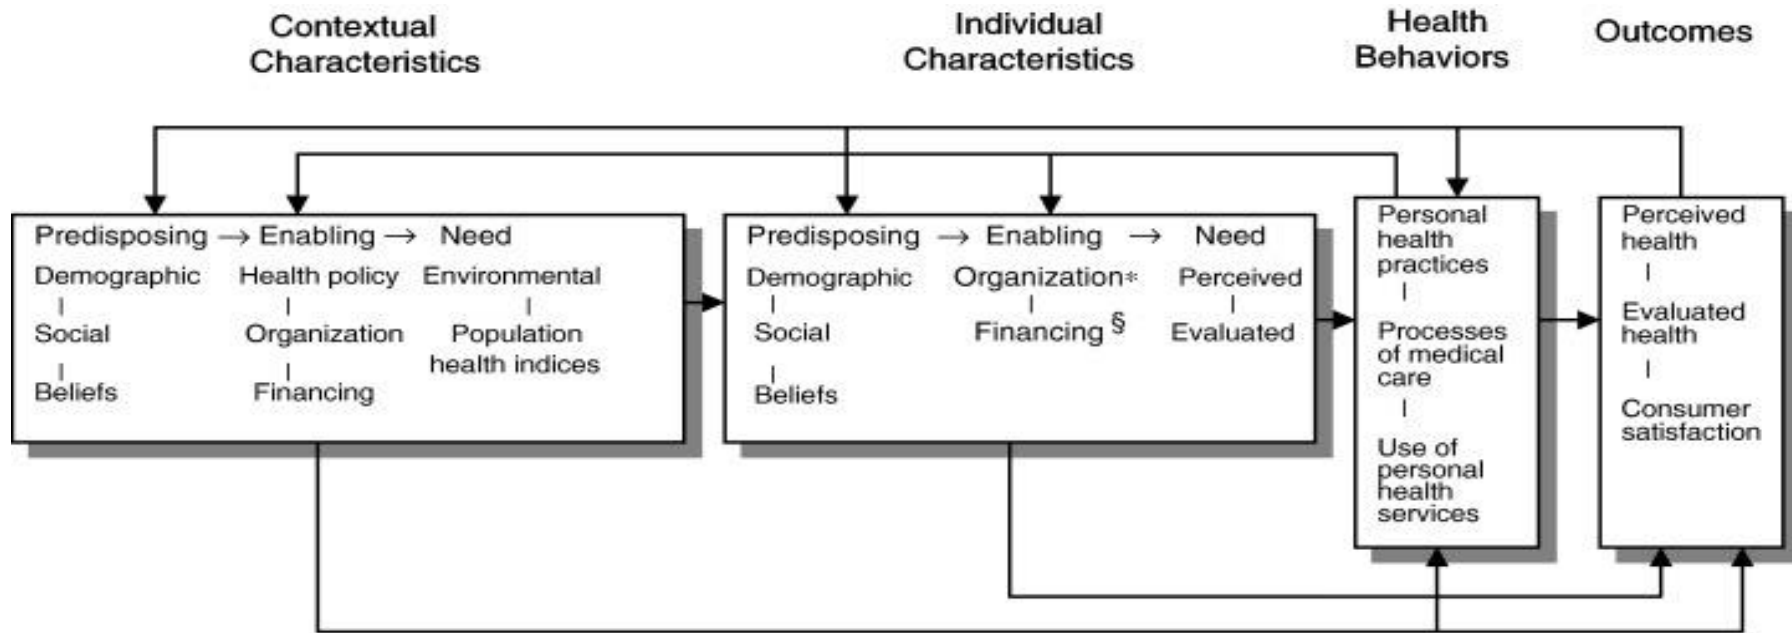 Contextual
Characteristics
Individual
Characteristics
Health
Behaviors
Outcomes
Predisposing → Enabling → Need
Demographic
Social
Beliefs
Health policy
Organization
Financing
Environmental
Population
health indices
Predisposing → Enabling → Need
Demographic
Social
Beliefs
Organization*
Financing §
Perceived
Evaluated
Personal
health
practices
Processes
of medical
care
Use of
personal
health
services
Perceived
health
Evaluated
health
Consumer
satisfaction